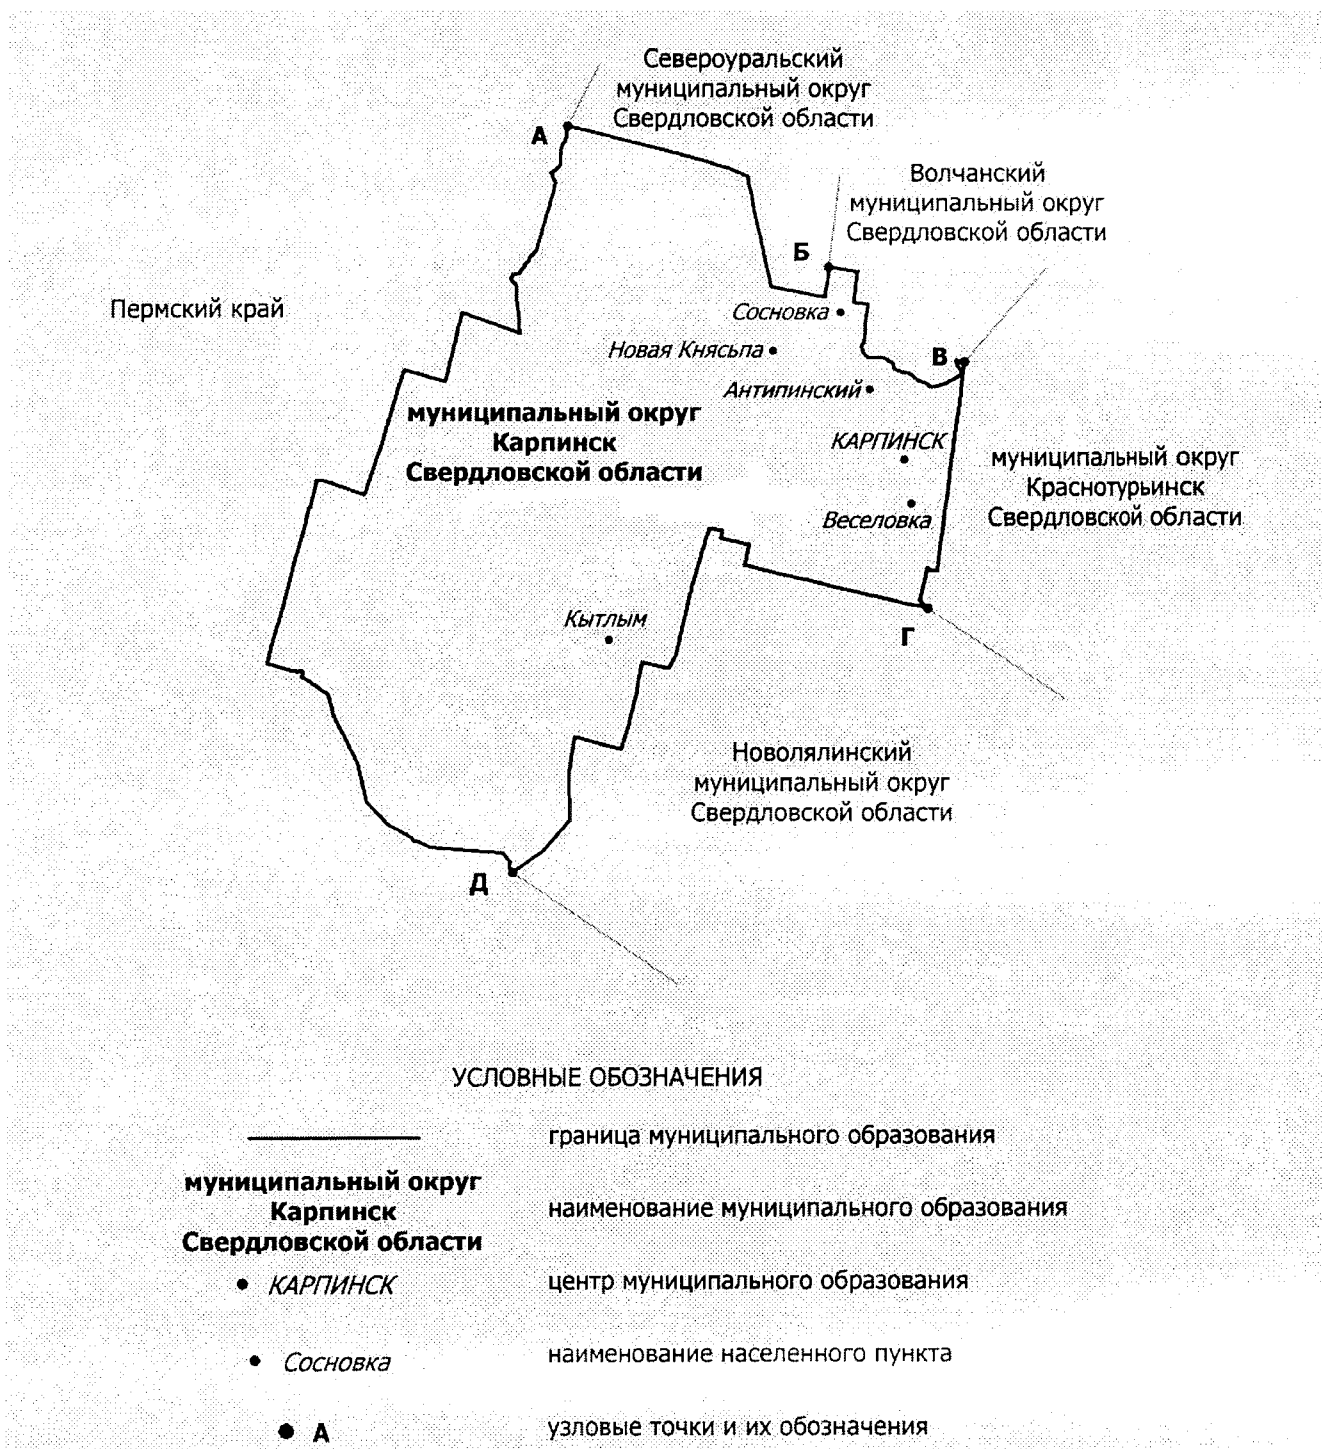 Североуральский
муниципальный округ
Свердловской области
А
Волчанский
муниципальный округ
Свердловской области
Б
Пермский край
Сосновка
Новая Княсьпа
В
Антипинский
муниципальный округ
Карпинск
Свердловской области
КАРПИНСК
муниципальный округ
Краснотурьинск
Свердловской области
Веселовка
Кытлым
Г
Новолялинский
муниципальный округ
Свердловской области
Д
УСЛОВНЫЕ ОБОЗНАЧЕНИЯ
граница муниципального образования
муниципальный округ
Карпинск
Свердловской области
наименование муниципального образования
КАРПИНСК
центр муниципального образования
Сосновка
наименование населенного пункта
А
узловые точки и их обозначения